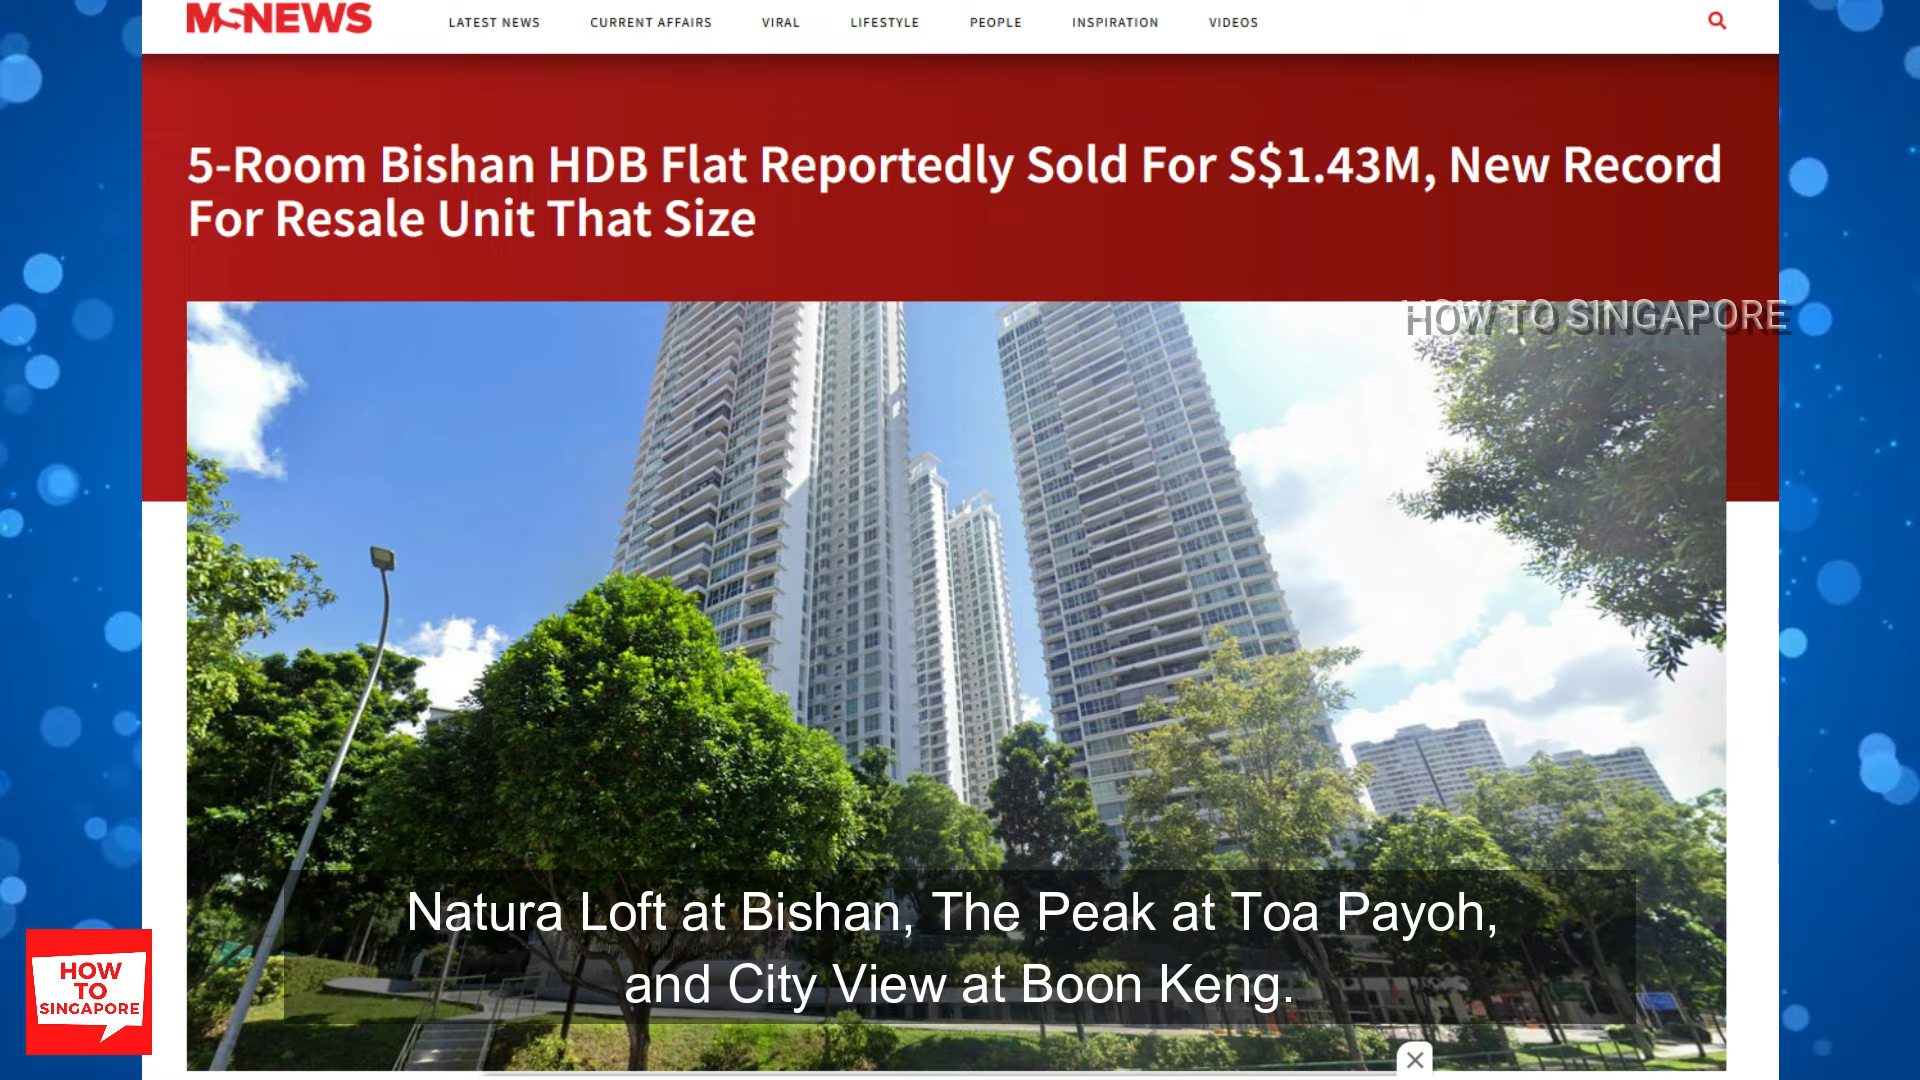 MSNEWS
LATEST NEWS CURRENT AFFAIRS VIRAL LIFESTYLE PEOPLE INSPIRATION VIDEOS
5-Room Bishan HDB Flat Reportedly Sold For S$1.43M, New Record
For Resale Unit That Size
HOW TO SINGAPORE
Natura Loft at Bishan, The Peak at Toa Payoh,
and City View at Boon Keng.
HOW
TO
SINGAPORE